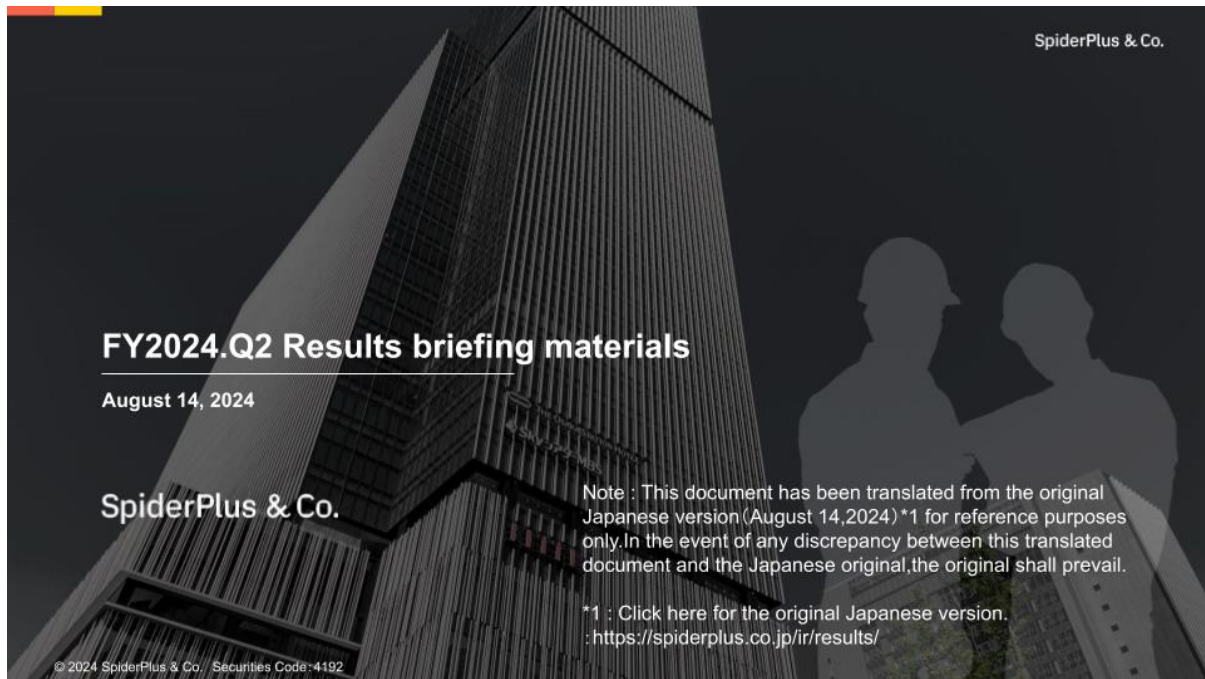 SpiderPlus & Co.
FY2024.Q2 Results briefing materials
August 14, 2024
SpiderPlus & Co.
Note : This document has been translated from the original
Japanese version（August 14,2024）*1 for reference purposes
only.In the event of any discrepancy between this translated
document and the Japanese original,the original shall prevail.
*1 : Click here for the original Japanese version.
：https://spiderplus.co.jp/ir/results/
© 2024 SpiderPlus & Co. Securities Code：4192